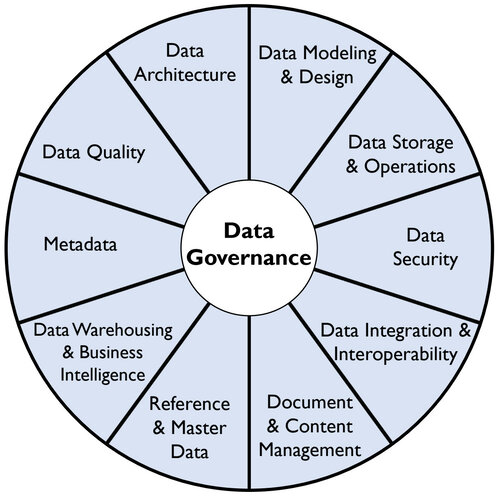 Data
Architecture
Data Modeling
& Design
Data Storage
& Operations
Data
Security
Data Integration &
Interoperability
Document
& Content
Management
Reference
& Master
Data
Data Warehousing
& Business
Intelligence
Metadata
Data Quality
Data
Governance